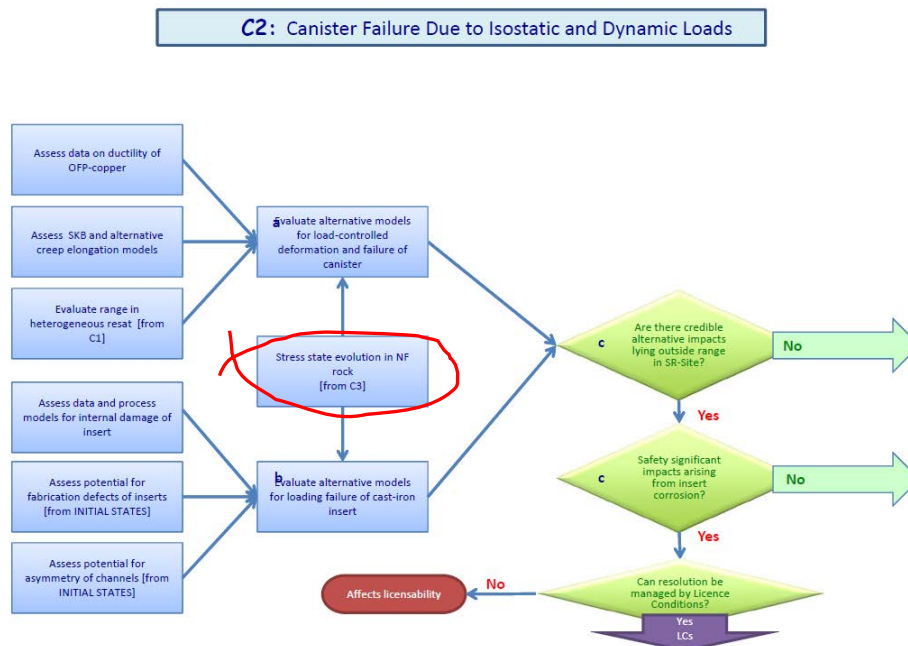 C2: Canister Failure Due to Isostatic and Dynamic Loads
Assess data on ductility of
OFP-copper
Assess SKB and alternative
creep elongation models
Evaluate range in
heterogeneous resat [from
C1]
a
Evaluate alternative models
for load-controlled
deformation and failure of
canister
Stress state evolution in NF
rock
[from C3]
Assess data and process
models for internal damage of
insert
Assess potential for
fabrication defects of inserts
[from INITIAL STATES]
Assess potential for
asymmetry of channels [from
INITIAL STATES]
b
Evaluate alternative models
for loading failure of cast-iron
insert
c
Are there credible
alternative impacts
lying outside range
in SR-Site?
No
Yes
c
Safety significant
impacts arising
from insert
corrosion?
No
Yes
Can resolution be
managed by Licence
Conditions?
No
Affects licensability
Yes
LCs